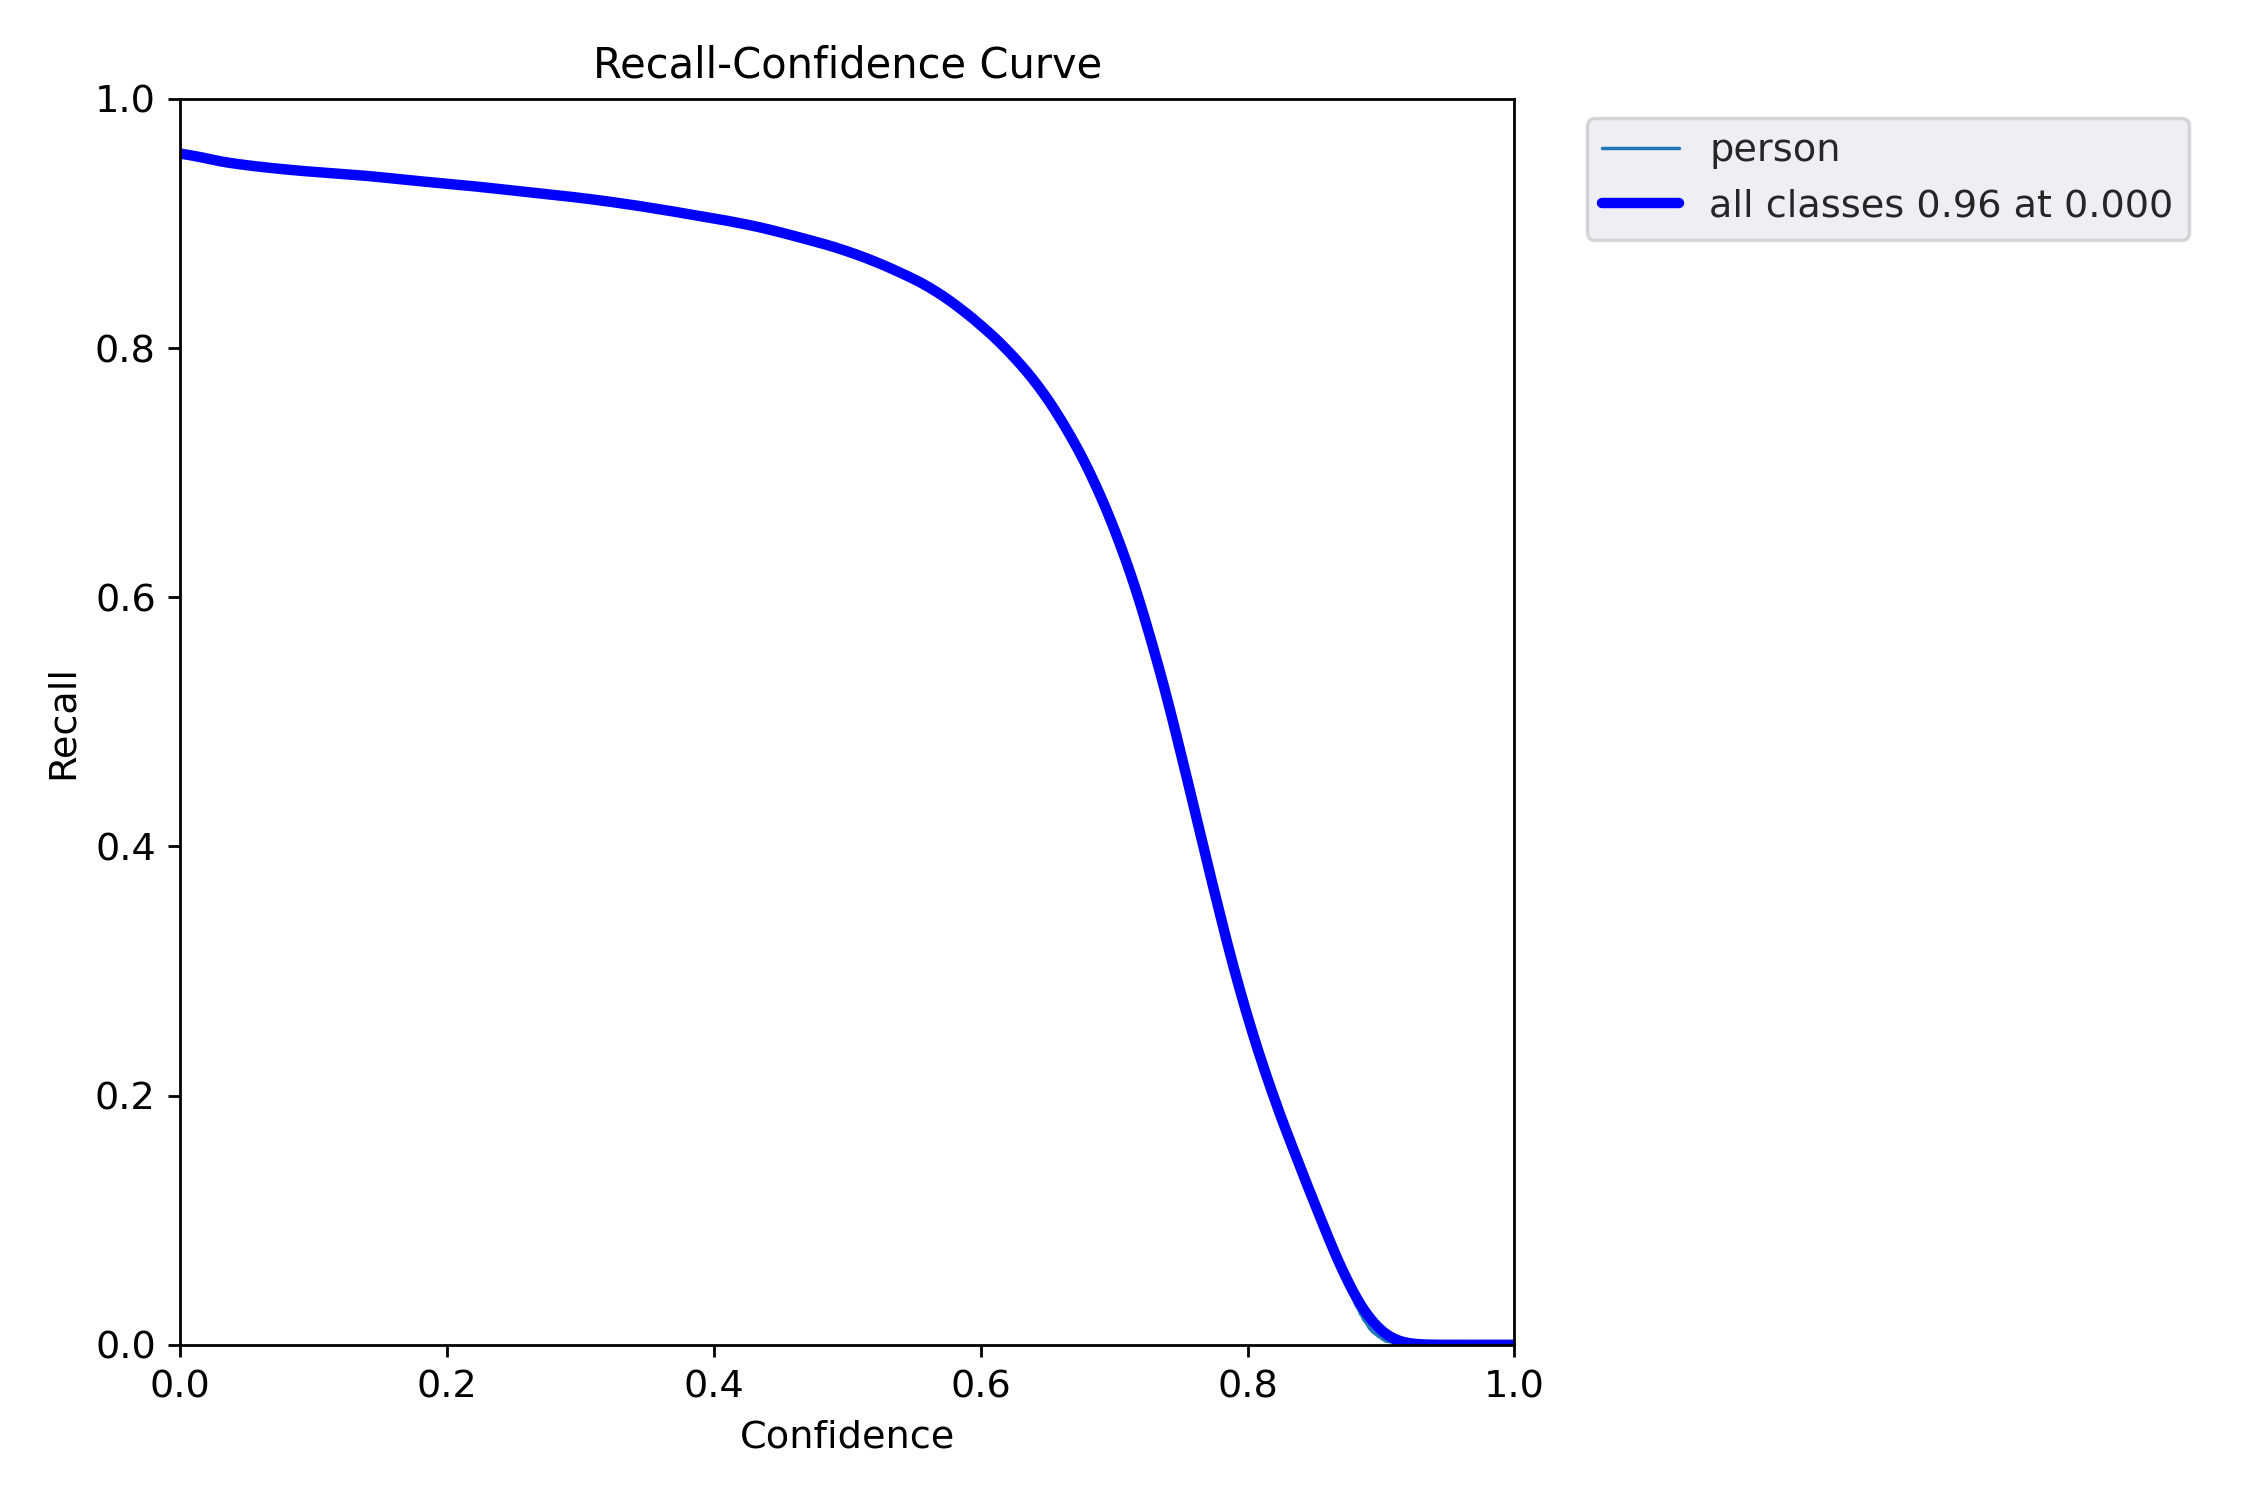 Recall-Confidence Curve
1.0
0.8
0.6
0.4
0.2
0.0
Recall
0.0 0.2 0.4 0.6 0.8 1.0
Confidence
person
all classes 0.96 at 0.000